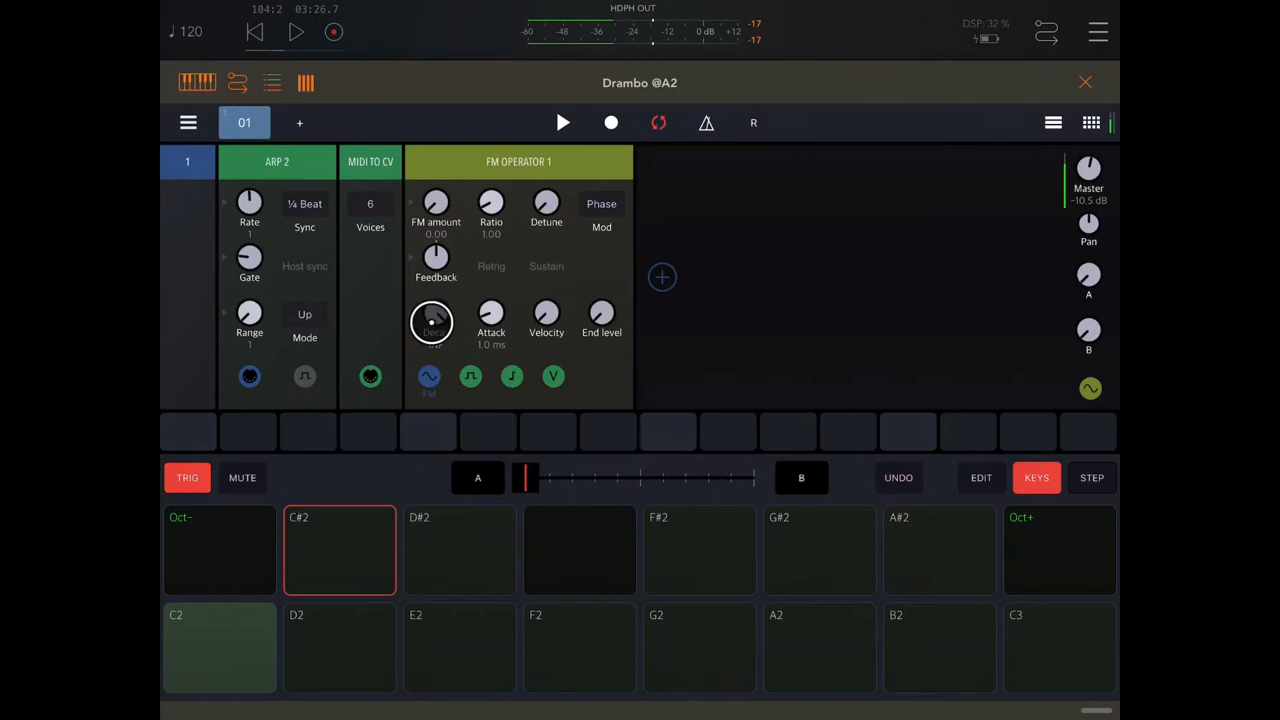 104:2 03:26.7
HDPH OUT
120
-60 -48 -36 -24 -12 0 dB +12
-17
-17
DSP: 32 %
Drambo @A2
01 + R
1 ARP 2 MIDI TO CV FM OPERATOR 1
Rate 1
¼ Beat
Sync
6
Voices
FM amount 0.00
Ratio 1.00
Detune
Phase
Mod
Master
-10.5 dB
Pan
Gate
Host sync
Feedback
Retrig
Sustain
A
Range 1
Up
Mode
Attack 1.0 ms
Velocity
End level
B
FM
V
TRIG MUTE A B UNDO EDIT KEYS STEP
Oct- C#2 D#2 F#2 G#2 A#2 Oct+
C2 D2 E2 F2 G2 A2 B2 C3